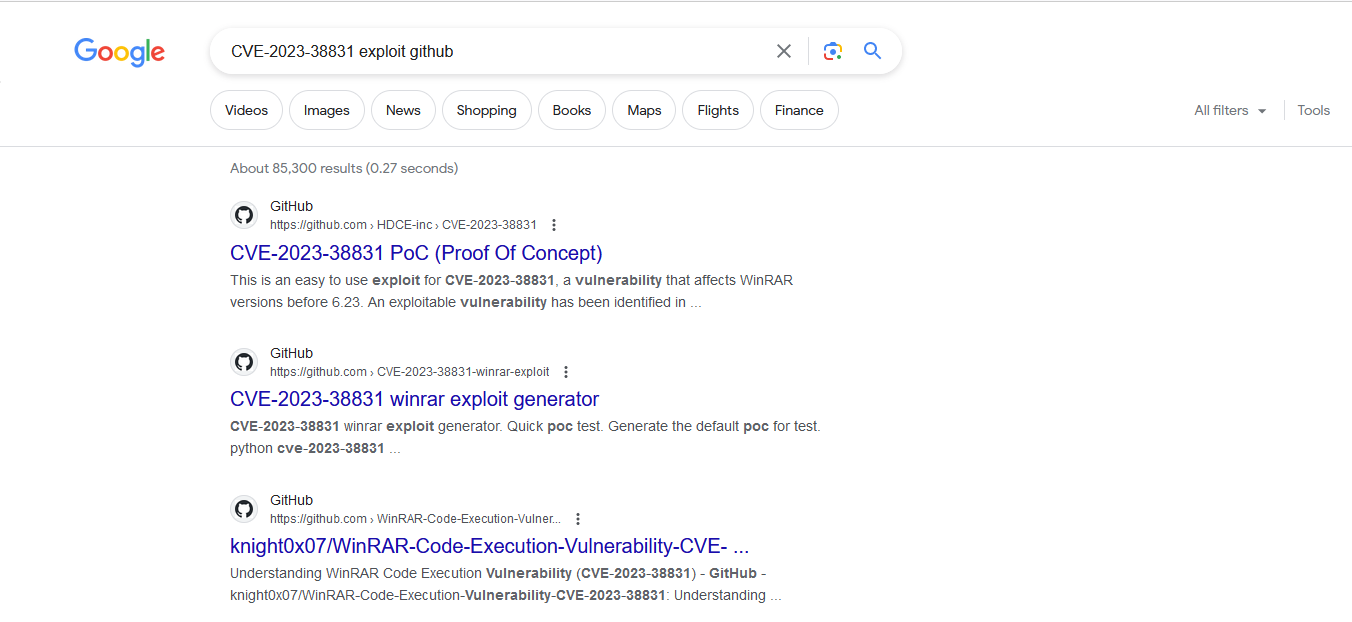 Google
CVE-2023-38831 exploit github
Videos Images News Shopping Books Maps Flights Finance All filters Tools
About 85,300 results (0.27 seconds)
GitHub
https://github.com › HDCE-inc › CVE-2023-38831
CVE-2023-38831 PoC (Proof Of Concept)
This is an easy to use exploit for CVE-2023-38831, a vulnerability that affects WinRAR
versions before 6.23. An exploitable vulnerability has been identified in ...
GitHub
https://github.com › CVE-2023-38831-winrar-exploit
CVE-2023-38831 winrar exploit generator
CVE-2023-38831 winrar exploit generator. Quick poc test. Generate the default poc for test.
python cve-2023-38831 ...
GitHub
https://github.com › WinRAR-Code-Execution-Vulner...
knight0x07/WinRAR-Code-Execution-Vulnerability-CVE- ...
Understanding WinRAR Code Execution Vulnerability (CVE-2023-38831) - GitHub -
knight0x07/WinRAR-Code-Execution-Vulnerability-CVE-2023-38831: Understanding ...